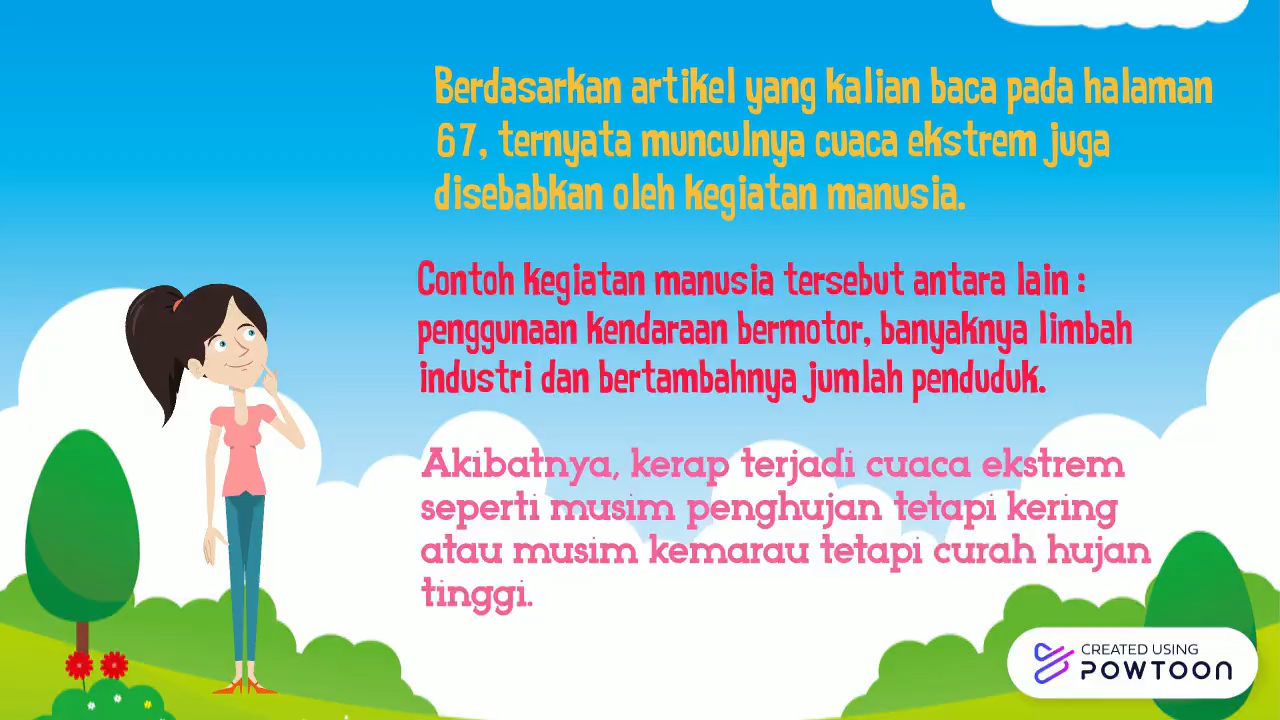 Berdasarkan artikel yang kalian baca pada halaman
67, ternyata munculnya cuaca ekstrem juga
disebabkan oleh kegiatan manusia.
Contoh kegiatan manusia tersebut antara lain :
penggunaan kendaraan bermotor, banyaknya limbah
industri dan bertambahnya jumlah penduduk.
Akibatnya, kerap terjadi cuaca ekstrem
seperti musim penghujan tetapi kering
atau musim kemarau tetapi curah hujan
tinggi.
CREATED USING
POWTOON